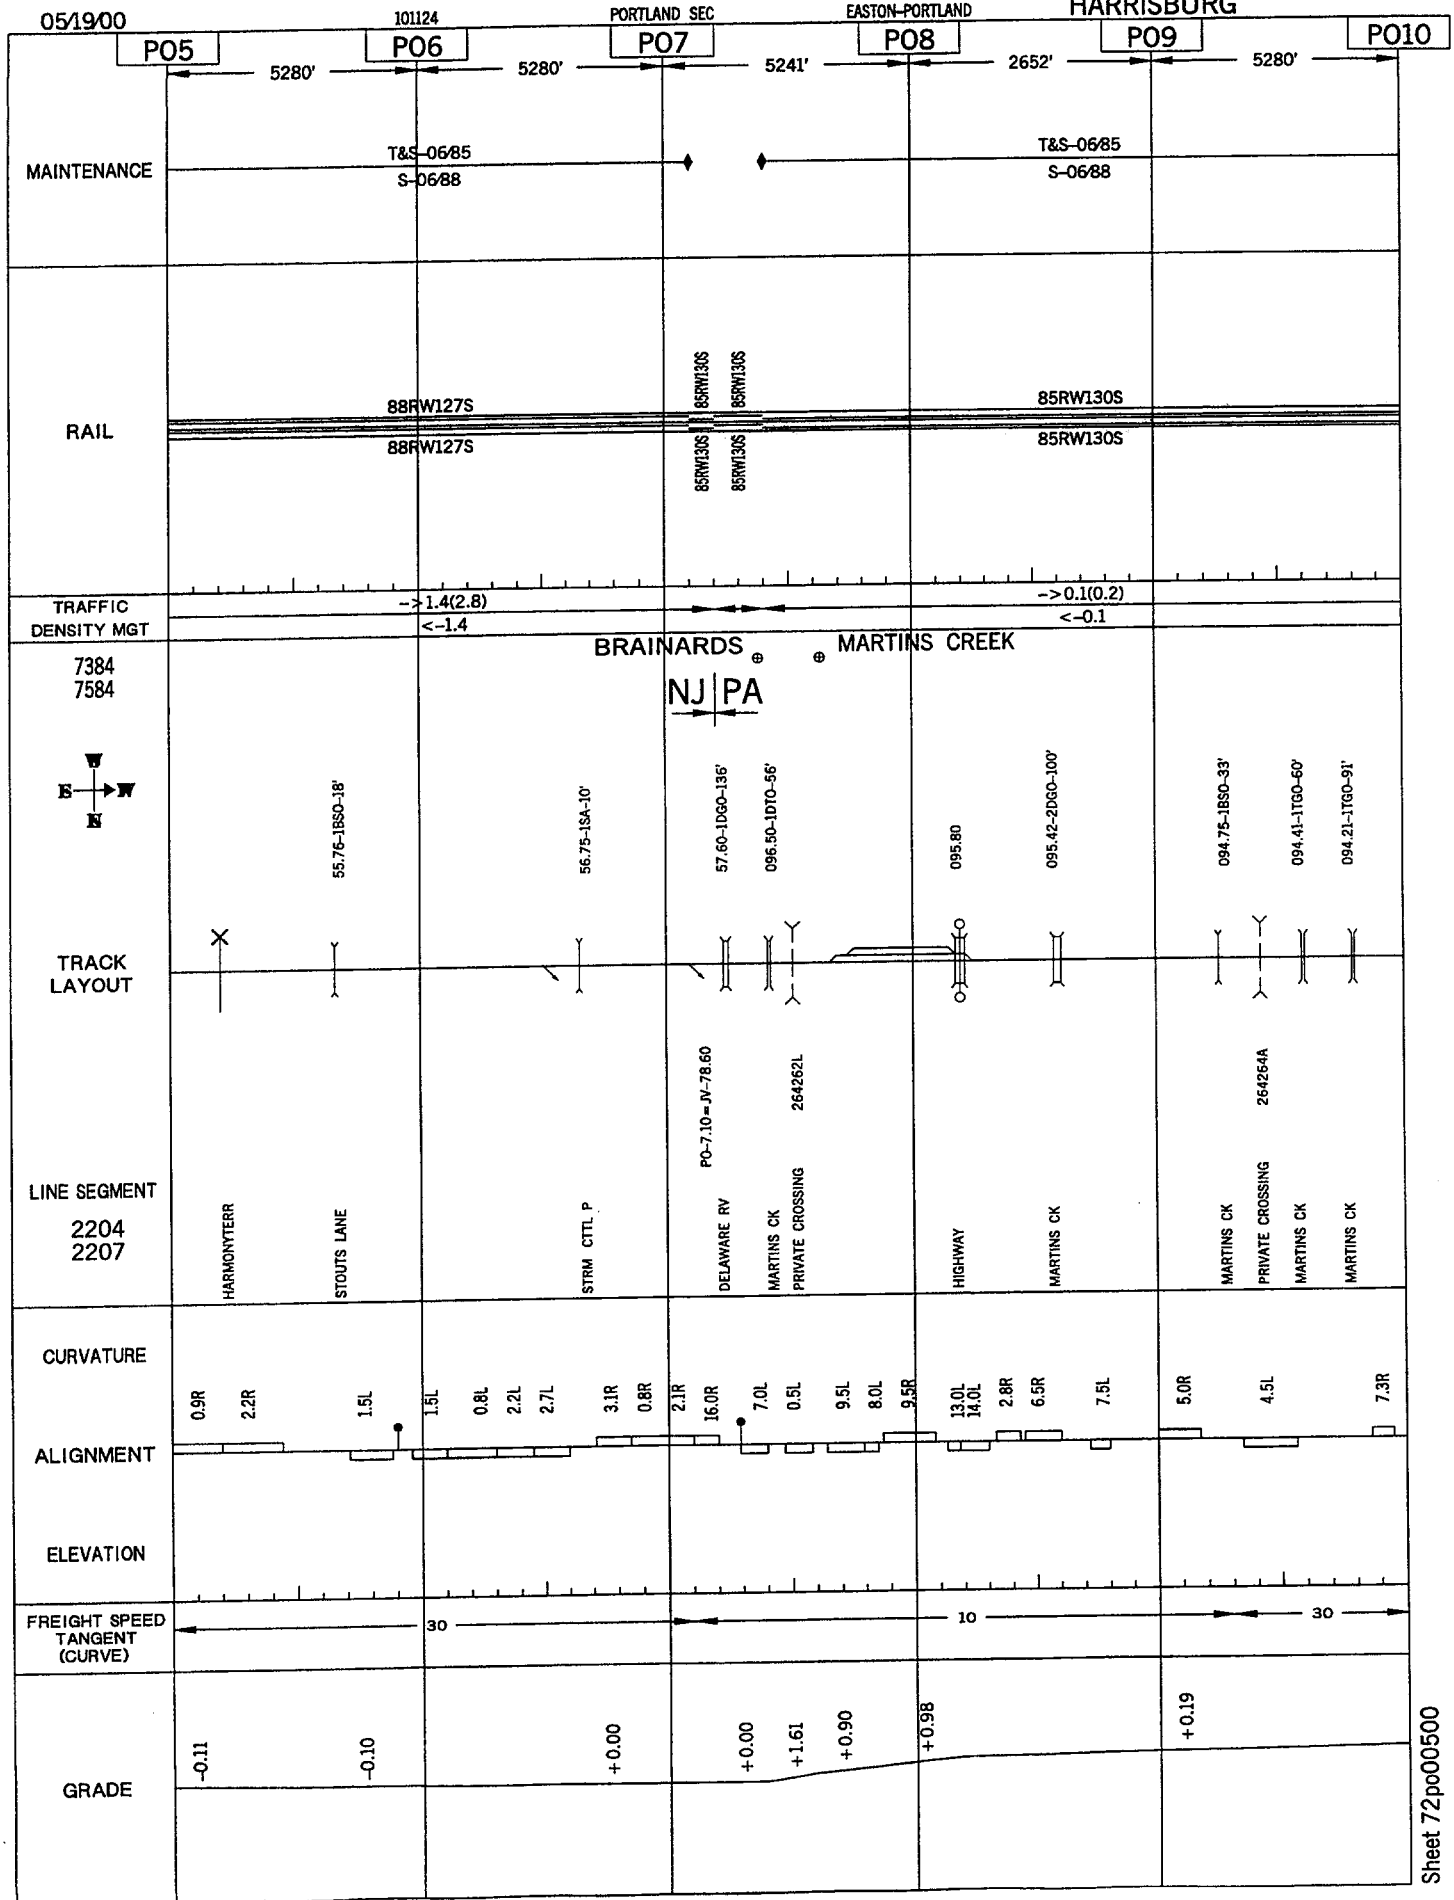 05/19/00 101124 PORTLAND SEC EASTON-PORTLAND HARRISBURG
PO5 PO6 PO7 PO8 PO9 PO10
5280' 5280' 5241' 2652' 5280'
MAINTENANCE
T&S-06/85
S-06/88
T&S-06/85
S-06/88
RAIL
88RW127S
88RW127S
85RW130S
85RW130S
85RW130S
85RW130S
85RW130S
85RW130S
TRAFFIC
DENSITY MGT
->1.4(2.8)
<-1.4
->0.1(0.2)
<-0.1
7384
7584
BRAINARDS
MARTINS CREEK
NJ PA
S
E W
N
55.76-1BSO-18'
56.75-1SA-10'
57.60-1DGO-136'
096.50-1DTO-56'
095.80
095.42-2DGO-100'
094.75-1BSO-33'
094.41-1TGO-60'
094.21-1TGO-91'
TRACK
LAYOUT
PO-7.10=JV-78.60
264262L
264264A
LINE SEGMENT
2204
2207
HARMONYTERR
STOUTS LANE
STRM CTTL P
DELAWARE RV
MARTINS CK
PRIVATE CROSSING
HIGHWAY
MARTINS CK
MARTINS CK
PRIVATE CROSSING
MARTINS CK
MARTINS CK
CURVATURE
0.9R
2.2R
1.5L
1.5L
0.8L
2.2L
2.7L
3.1R
0.8R
2.1R
16.0R
7.0L
0.5L
9.5L
8.0L
9.5R
13.0L
14.0L
2.8R
6.5R
7.5L
5.0R
4.5L
7.3R
ALIGNMENT
ELEVATION
FREIGHT SPEED
TANGENT
(CURVE)
30 10 30
GRADE
-0.11
-0.10
+0.00
+0.00
+1.61
+0.90
+0.98
+0.19
Sheet 72po00500